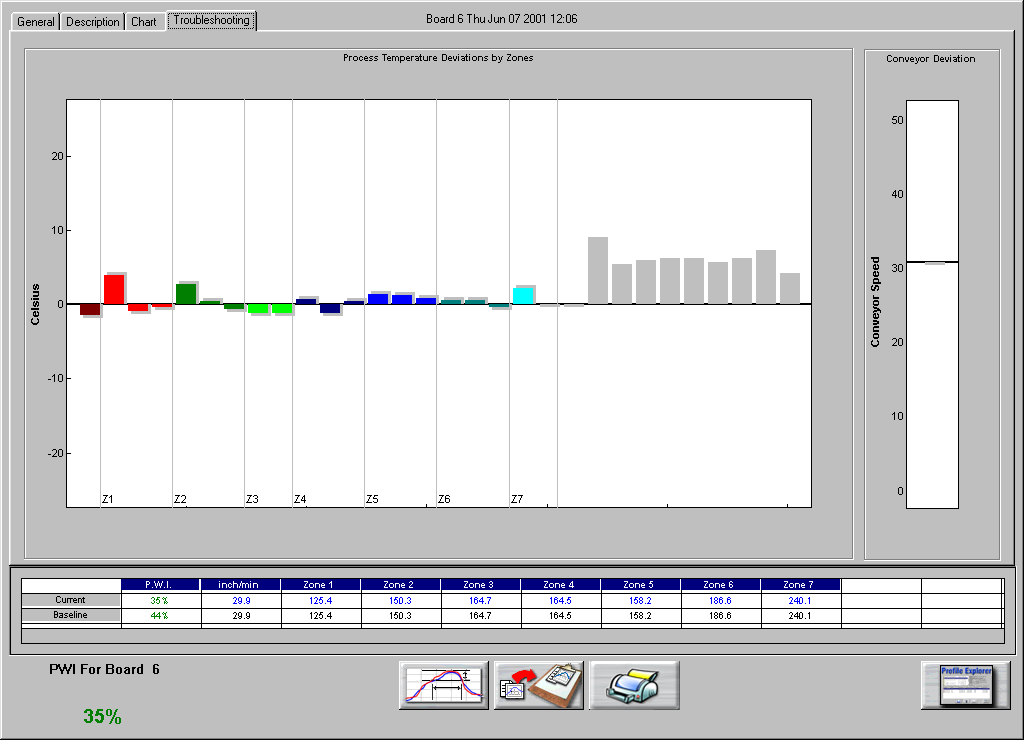 General Description Chart Troubleshooting
Board 6 Thu Jun 07 2001 12:06
Process Temperature Deviations by Zones
Celsius
20
10
0
-10
-20
Z1 Z2 Z3 Z4 Z5 Z6 Z7
Conveyor Deviation
Conveyor Speed
50
40
30
20
10
0
P.W.I. inch/min Zone 1 Zone 2 Zone 3 Zone 4 Zone 5 Zone 6 Zone 7
Current 35% 29.9 125.4 150.3 164.7 164.5 158.2 186.6 240.1
Baseline 44% 29.9 125.4 150.3 164.7 164.5 158.2 186.6 240.1
PWI For Board 6
35%
Profile Explorer